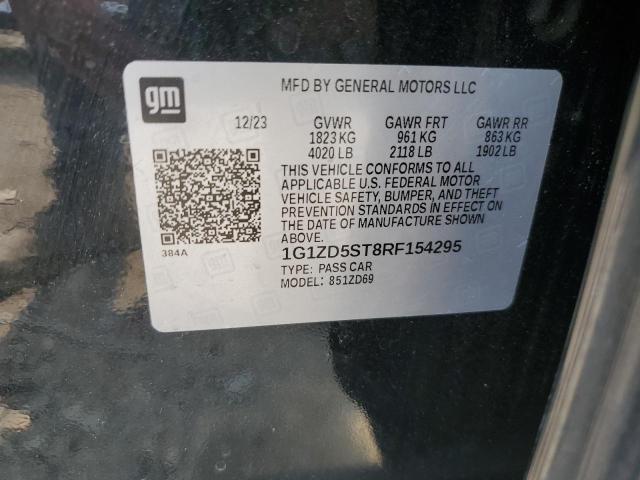 gm
MFD BY GENERAL MOTORS LLC
12/23 GVWR GAWR FRT GAWR RR
1823 KG 961 KG 863 KG
4020 LB 2118 LB 1902 LB
THIS VEHICLE CONFORMS TO ALL
APPLICABLE U.S. FEDERAL MOTOR
VEHICLE SAFETY, BUMPER, AND THEFT
PREVENTION STANDARDS IN EFFECT ON
THE DATE OF MANUFACTURE SHOWN
ABOVE.
384A
1G1ZD5ST8RF154295
TYPE: PASS CAR
MODEL: 851ZD69